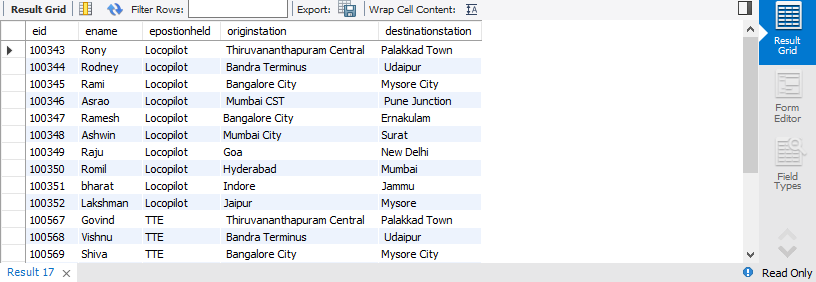 Result Grid Filter Rows: Export: Wrap Cell Content: IA
eid ename epostionheld originstation destinationstation
100343 Rony Locopilot Thiruvananthapuram Central Palakkad Town
100344 Rodney Locopilot Bandra Terminus Udaipur
100345 Rami Locopilot Bangalore City Mysore City
100346 Asrao Locopilot Mumbai CST Pune Junction
100347 Ramesh Locopilot Bangalore City Ernakulam
100348 Ashwin Locopilot Mumbai City Surat
100349 Raju Locopilot Goa New Delhi
100350 Romil Locopilot Hyderabad Mumbai
100351 bharat Locopilot Indore Jammu
100352 Lakshman Locopilot Jaipur Mysore
100567 Govind TTE Thiruvananthapuram Central Palakkad Town
100568 Vishnu TTE Bandra Terminus Udaipur
100569 Shiva TTE Bangalore City Mysore City
Result
Grid
Form
Editor
Field
Types
Result 17 Read Only